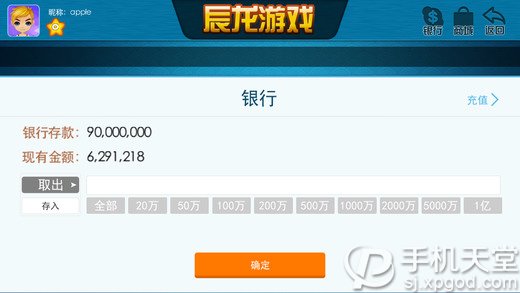 昵称: apple
辰龙游戏
银行
商城
返回
银行
充值
银行存款: 90,000,000
现有金额: 6,291,218
取出
存入
全部 20万 50万 100万 200万 500万 1000万 2000万 5000万 1亿
确定
手机天堂
sj.xpgod.com